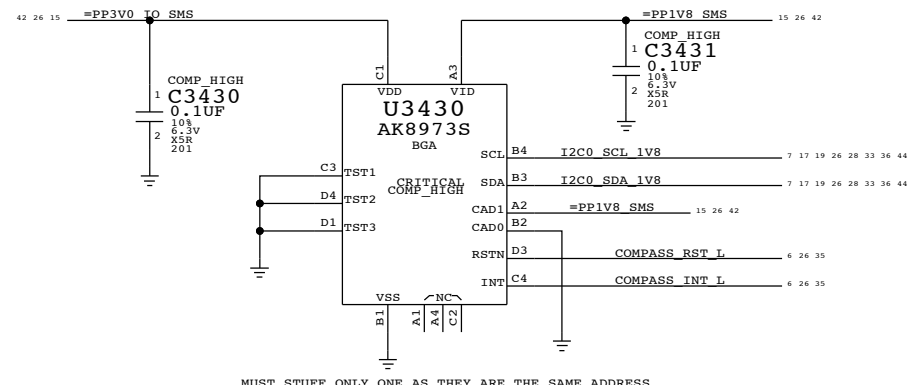 42 26 15 =PP3V0_IO_SMS
=PP1V8_SMS 15 26 42
COMP_HIGH
1 C3430
0.1UF
10%
6.3V
2 X5R
201
COMP_HIGH
1 C3431
0.1UF
10%
6.3V
2 X5R
201
C1
A3
VDD VID
U3430
AK8973S
BGA
CRITICAL
COMP_HIGH
C3 TST1
D4 TST2
D1 TST3
SCL B4 I2C0_SCL_1V8 7 17 19 26 28 33 36 44
SDA B3 I2C0_SDA_1V8 7 17 19 26 28 33 36 44
CAD1 A2 =PP1V8_SMS 15 26 42
CAD0 B2
RSTN D3 COMPASS_RST_L 6 26 35
INT C4 COMPASS_INT_L 6 26 35
VSS NC
B1 A1 A4 C2
MUST STUFF ONLY ONE AS THEY ARE THE SAME ADDRESS